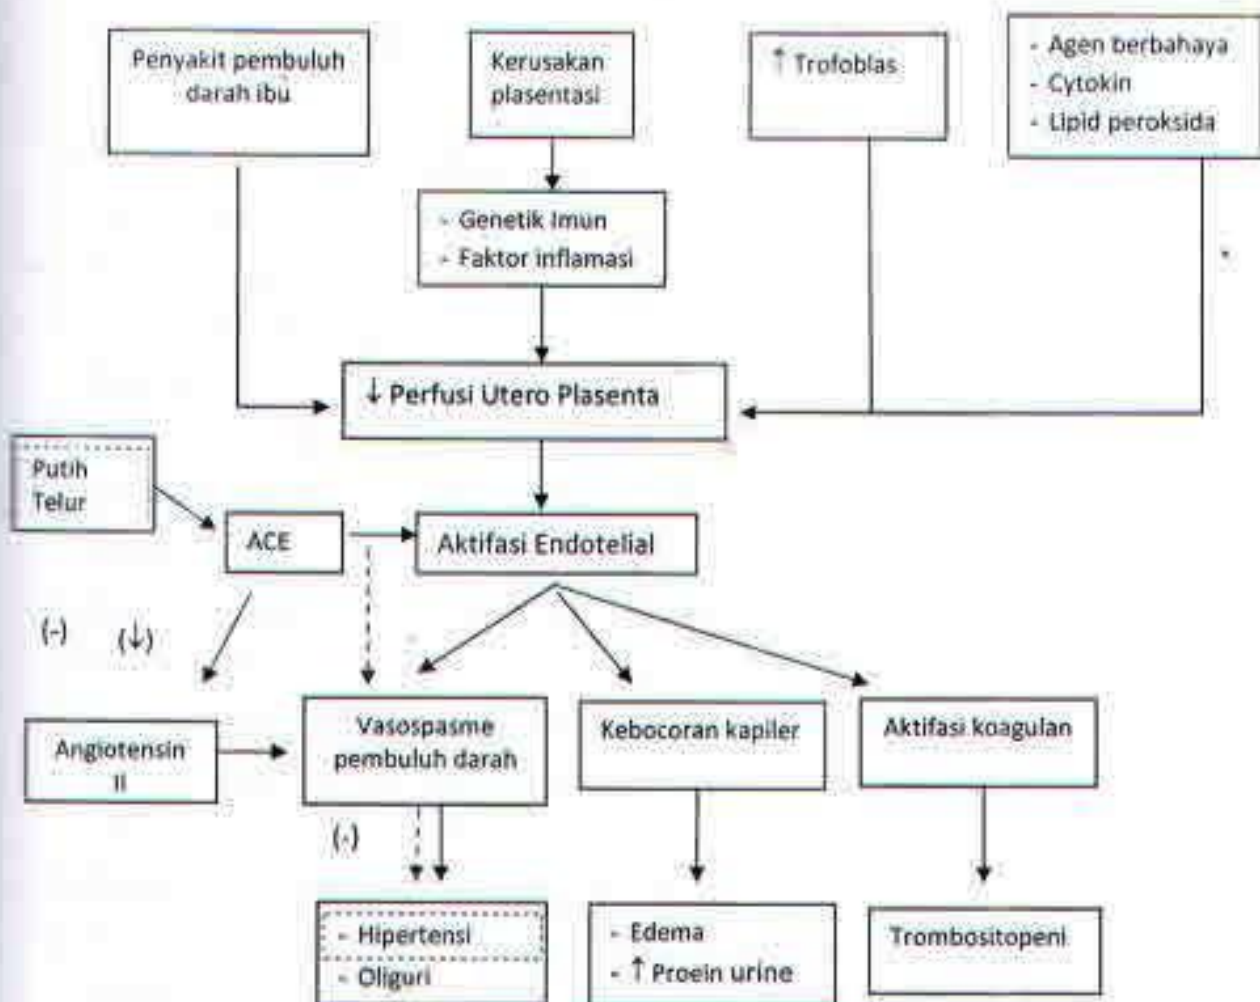 Penyakit pembuluh
darah ibu
Kerusakan
plasentasi
↑ Trofoblas
- Agen berbahaya
- Cytokin
- Lipid peroksida
- Genetik Imun
- Faktor inflamasi
↓ Perfusi Utero Plasenta
Putih
Telur
ACE
Aktifasi Endotelial
(-)
(↓)
Angiotensin
II
Vasospasme
pembuluh darah
Kebocoran kapiler
Aktifasi koagulan
(-)
- Hipertensi
- Oliguri
- Edema
- ↑ Proein urine
Trombositopeni